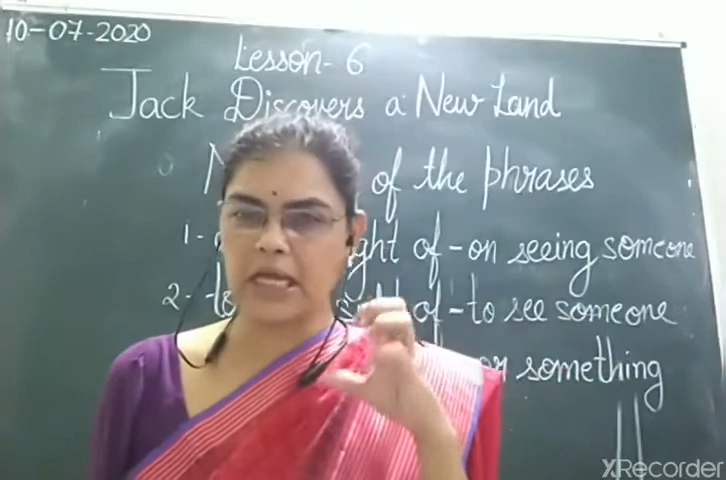 10-07-2020
Lesson- 6
Jack Discovers a New Land
of the phrases
1- of -on seeing someone
2- to of -to see someone
something
XRecorder